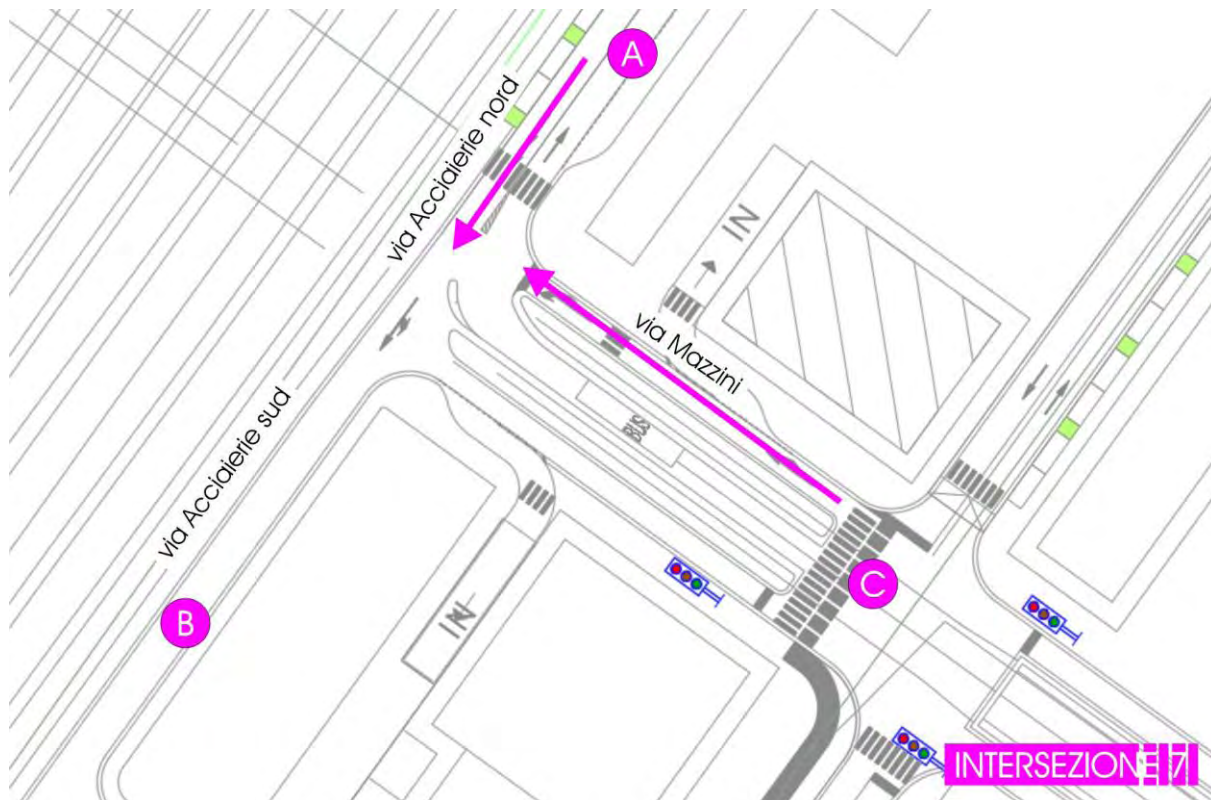 A
via Acciaierie nord
IN
via Mazzini
BUS
via Acciaierie sud
C
IN
B
INTERSEZIONE 7